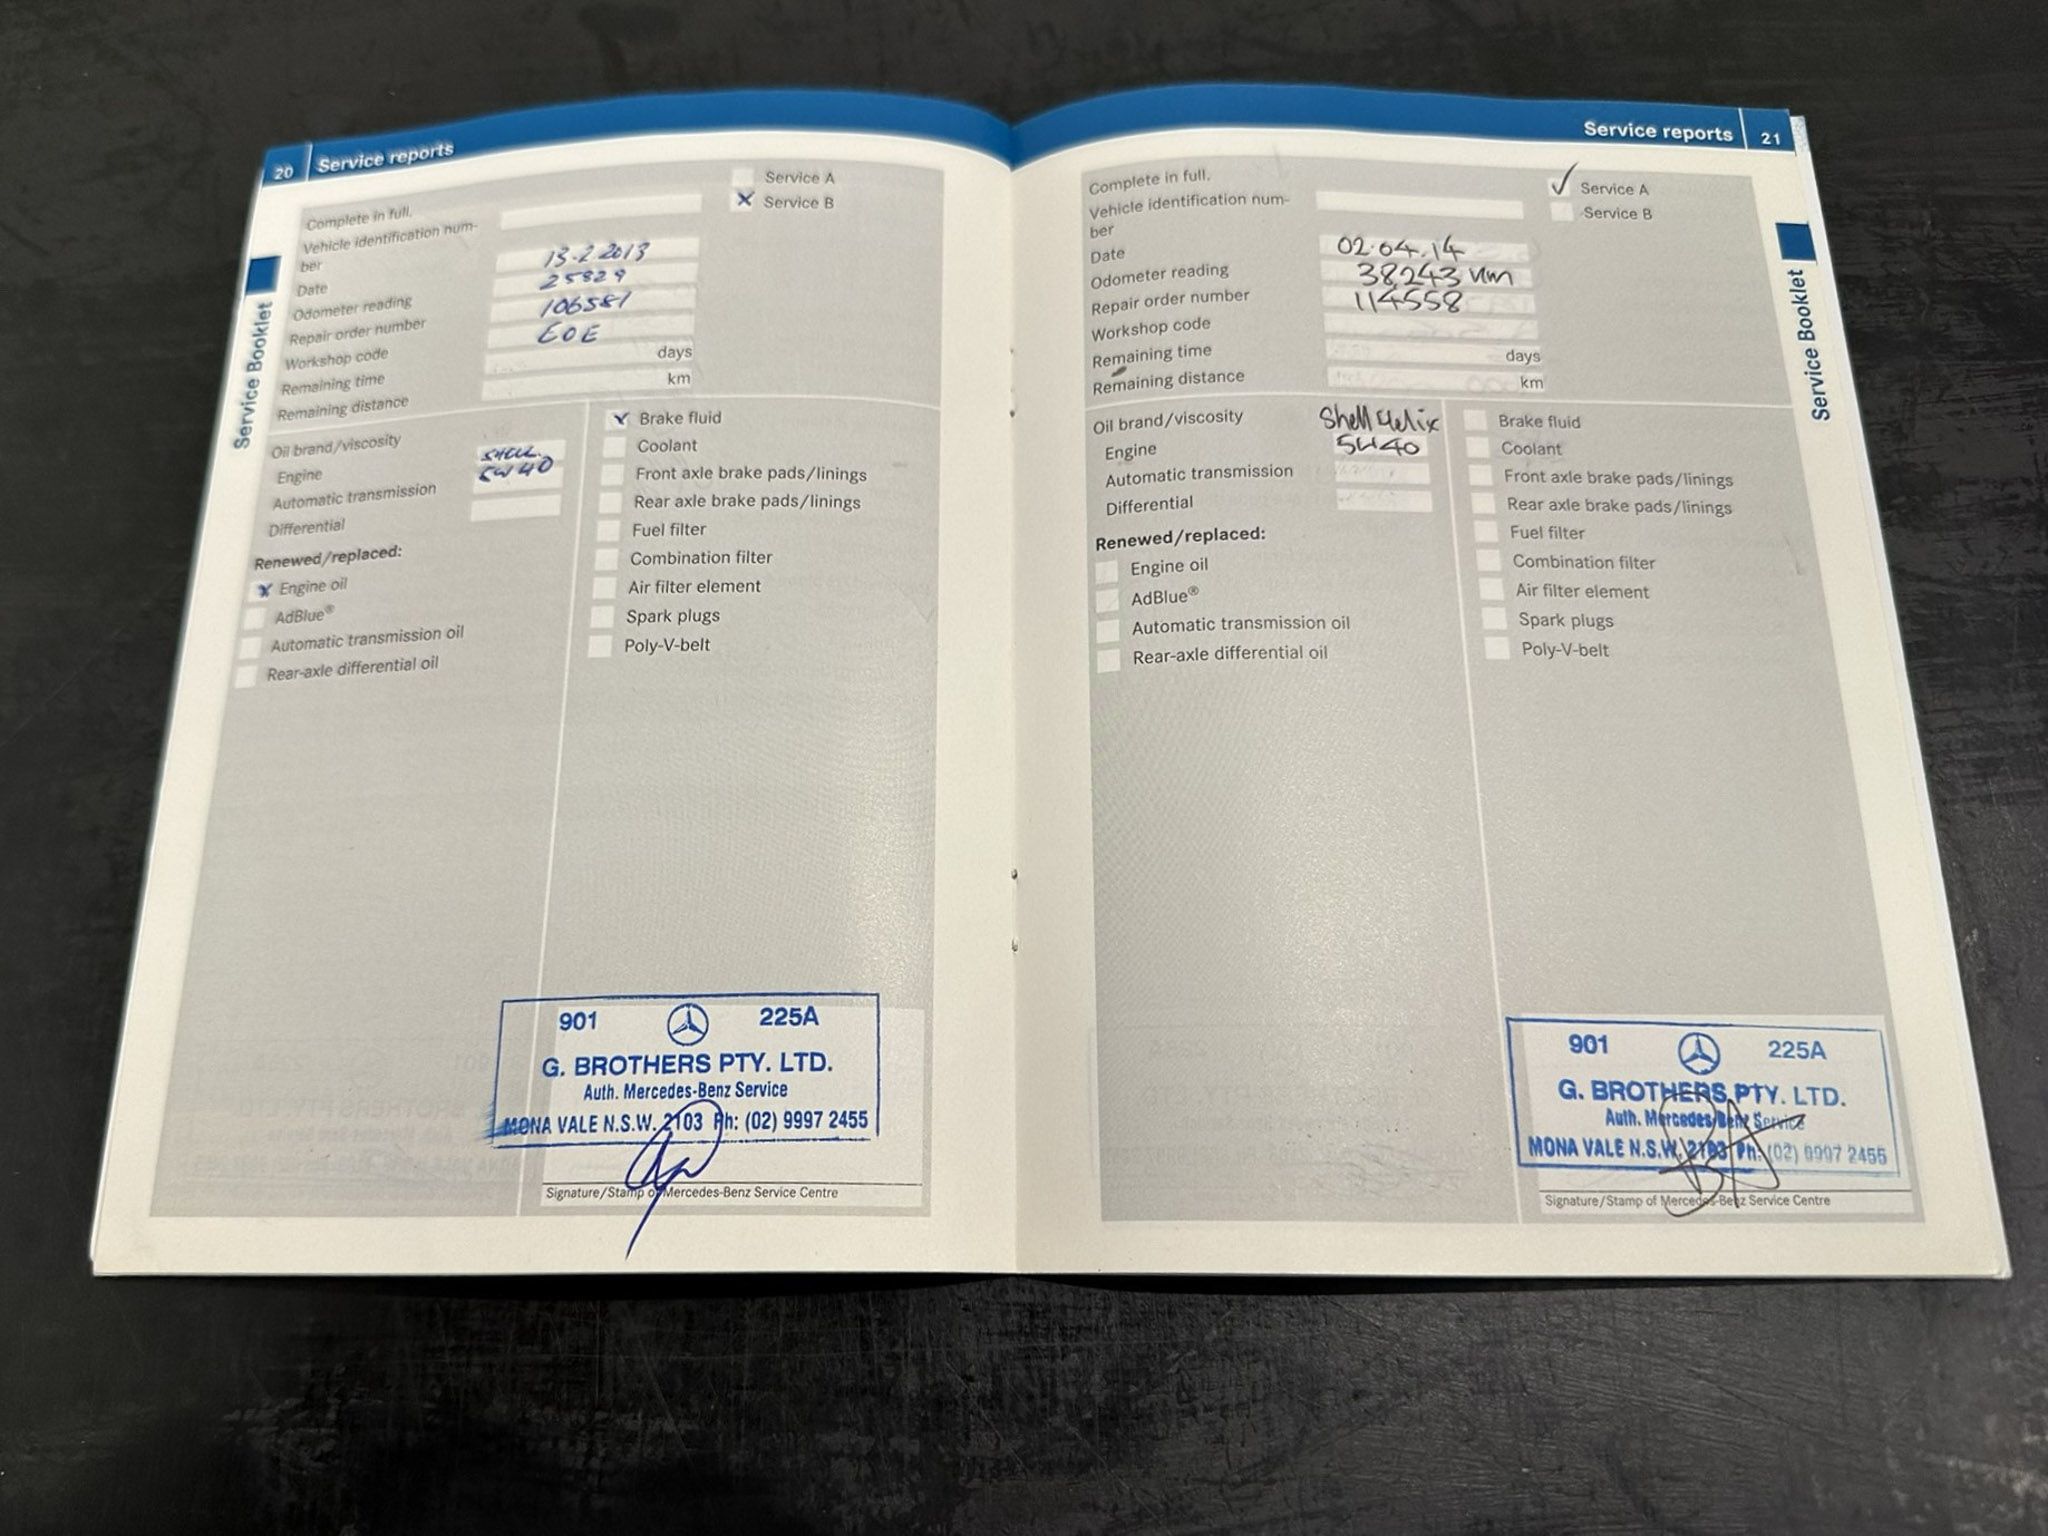 20 Service reports
Complete in full.
Vehicle identification num-
ber
Date 13.2.2013
Odometer reading 25829
Repair order number 106581
Workshop code EOE
Remaining time days
Remaining distance km
Service A
X Service B
Oil brand/viscosity
Engine SHELL 5W40
Automatic transmission
Differential
Renewed/replaced:
X Engine oil
AdBlue®
Automatic transmission oil
Rear-axle differential oil
X Brake fluid
Coolant
Front axle brake pads/linings
Rear axle brake pads/linings
Fuel filter
Combination filter
Air filter element
Spark plugs
Poly-V-belt
901 225A
G. BROTHERS PTY. LTD.
Auth. Mercedes-Benz Service
MONA VALE N.S.W. 2103 Ph: (02) 9997 2455
Signature/Stamp of Mercedes-Benz Service Centre
Service Booklet
Service reports 21
Complete in full.
Vehicle identification num-
ber
Date 02.04.14
Odometer reading 38243 km
Repair order number 114558
Workshop code
Remaining time days
Remaining distance km
✓ Service A
Service B
Oil brand/viscosity Shell Helix
Engine 5W40
Automatic transmission
Differential
Renewed/replaced:
Engine oil
AdBlue®
Automatic transmission oil
Rear-axle differential oil
Brake fluid
Coolant
Front axle brake pads/linings
Rear axle brake pads/linings
Fuel filter
Combination filter
Air filter element
Spark plugs
Poly-V-belt
901 225A
G. BROTHERS PTY. LTD.
Auth. Mercedes-Benz Service
MONA VALE N.S.W. 2103 Ph: (02) 9997 2455
Signature/Stamp of Mercedes-Benz Service Centre
Service Booklet